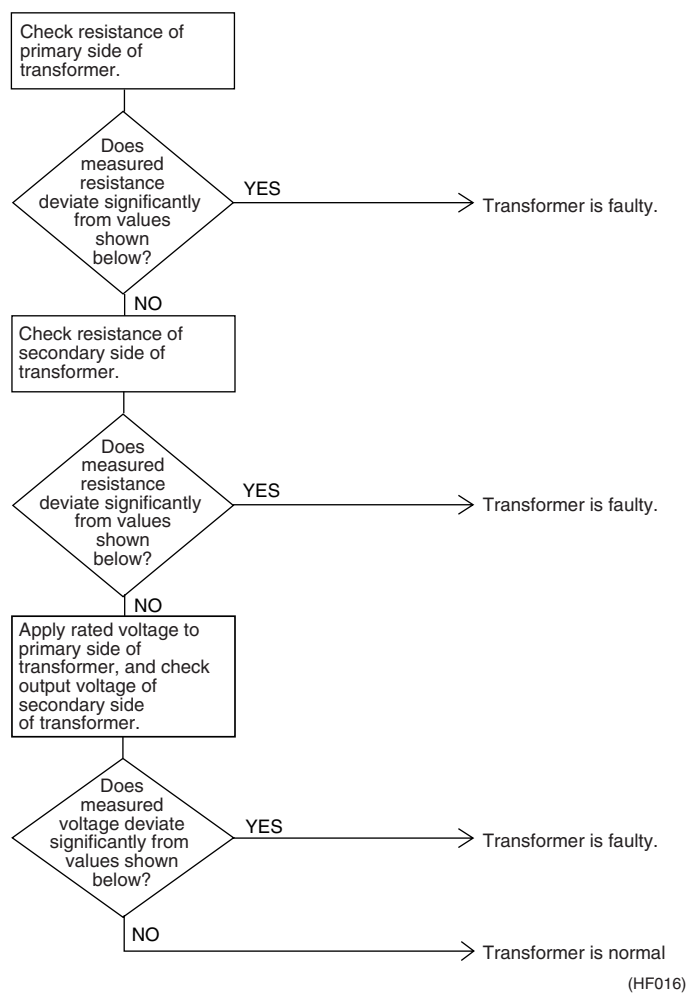 Check resistance of
primary side of
transformer.
Does
measured
resistance
deviate significantly
from values
shown
below?
YES
Transformer is faulty.
NO
Check resistance of
secondary side of
transformer.
Does
measured
resistance
deviate significantly
from values
shown
below?
YES
Transformer is faulty.
NO
Apply rated voltage to
primary side of
transformer, and check
output voltage of
secondary side
of transformer.
Does
measured
voltage deviate
significantly from
values shown
below?
YES
Transformer is faulty.
NO
Transformer is normal
(HF016)